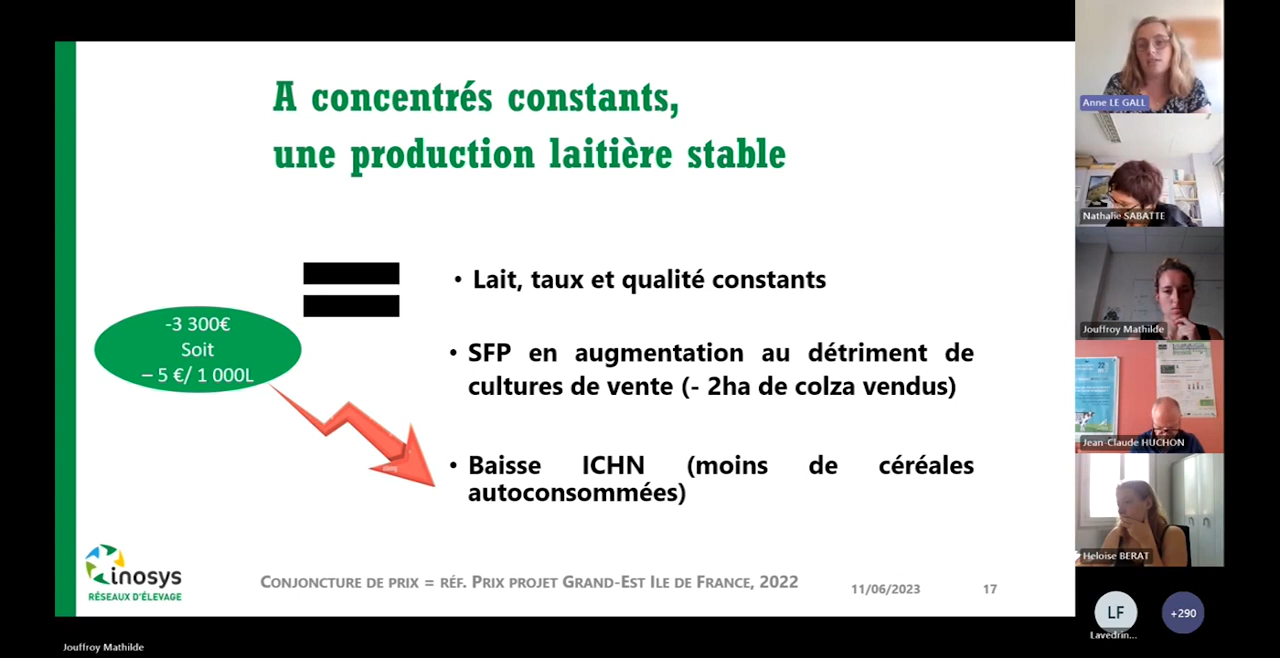 A concentrés constants,
une production laitière stable
-3 300€
Soit
– 5 €/ 1 000L
• Lait, taux et qualité constants
• SFP en augmentation au détriment de
cultures de vente (- 2ha de colza vendus)
• Baisse ICHN (moins de céréales
autoconsommées)
inosys
RÉSEAUX D'ÉLEVAGE
CONJONCTURE DE PRIX = RÉF. PRIX PROJET GRAND-EST ILE DE FRANCE, 2022
11/06/2023
17
Anne LE GALL
Nathalie SABATTE
Jouffroy Mathilde
Jean-Claude HUCHON
Heloise BERAT
LF
+290
Lavedrin...
Jouffroy Mathilde